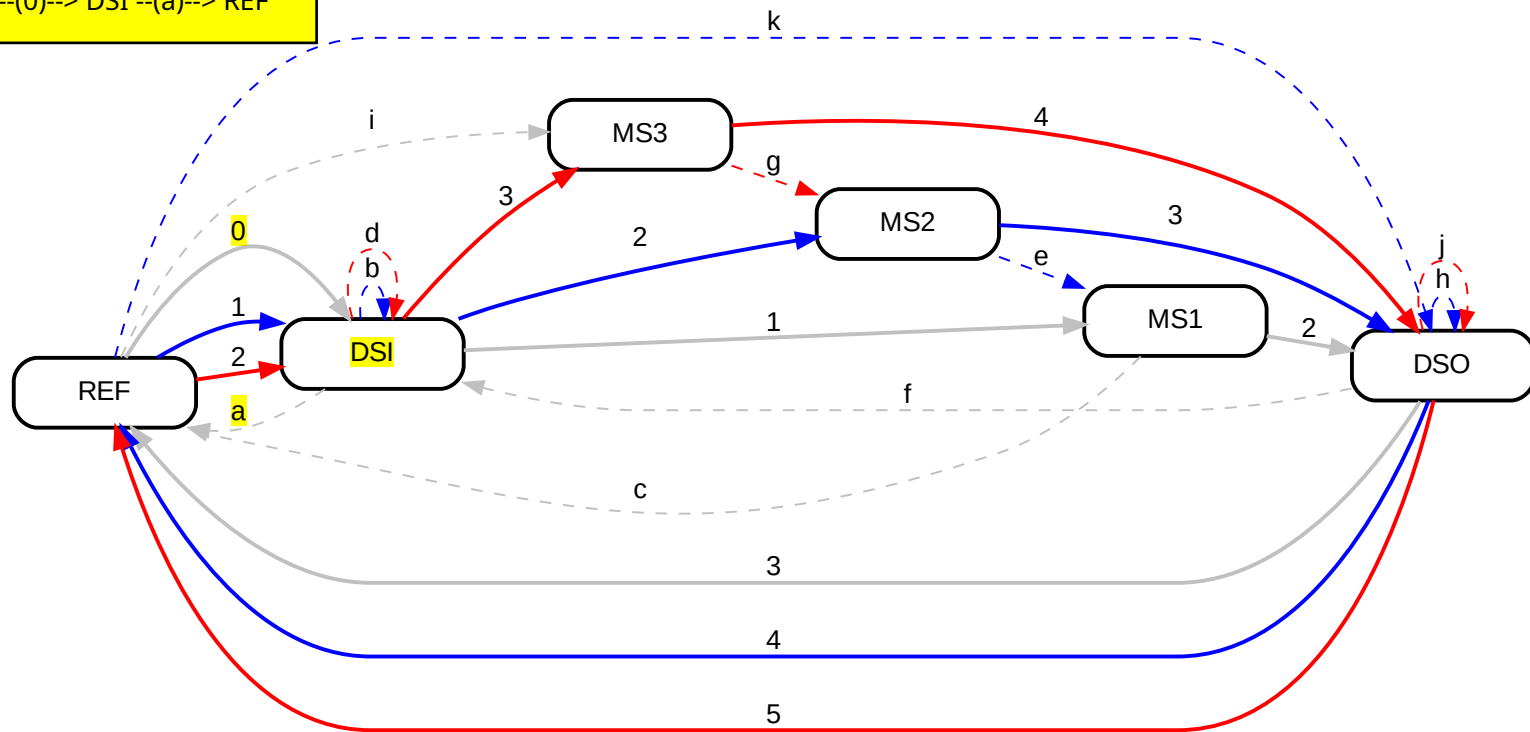 --(0)--> DSI --(a)--> REF
k
i
MS3
4
g
3
MS2
3
0
d
b
2
e
j
h
1
MS1
1
2
DSI
2
DSO
REF
a
f
c
3
4
5